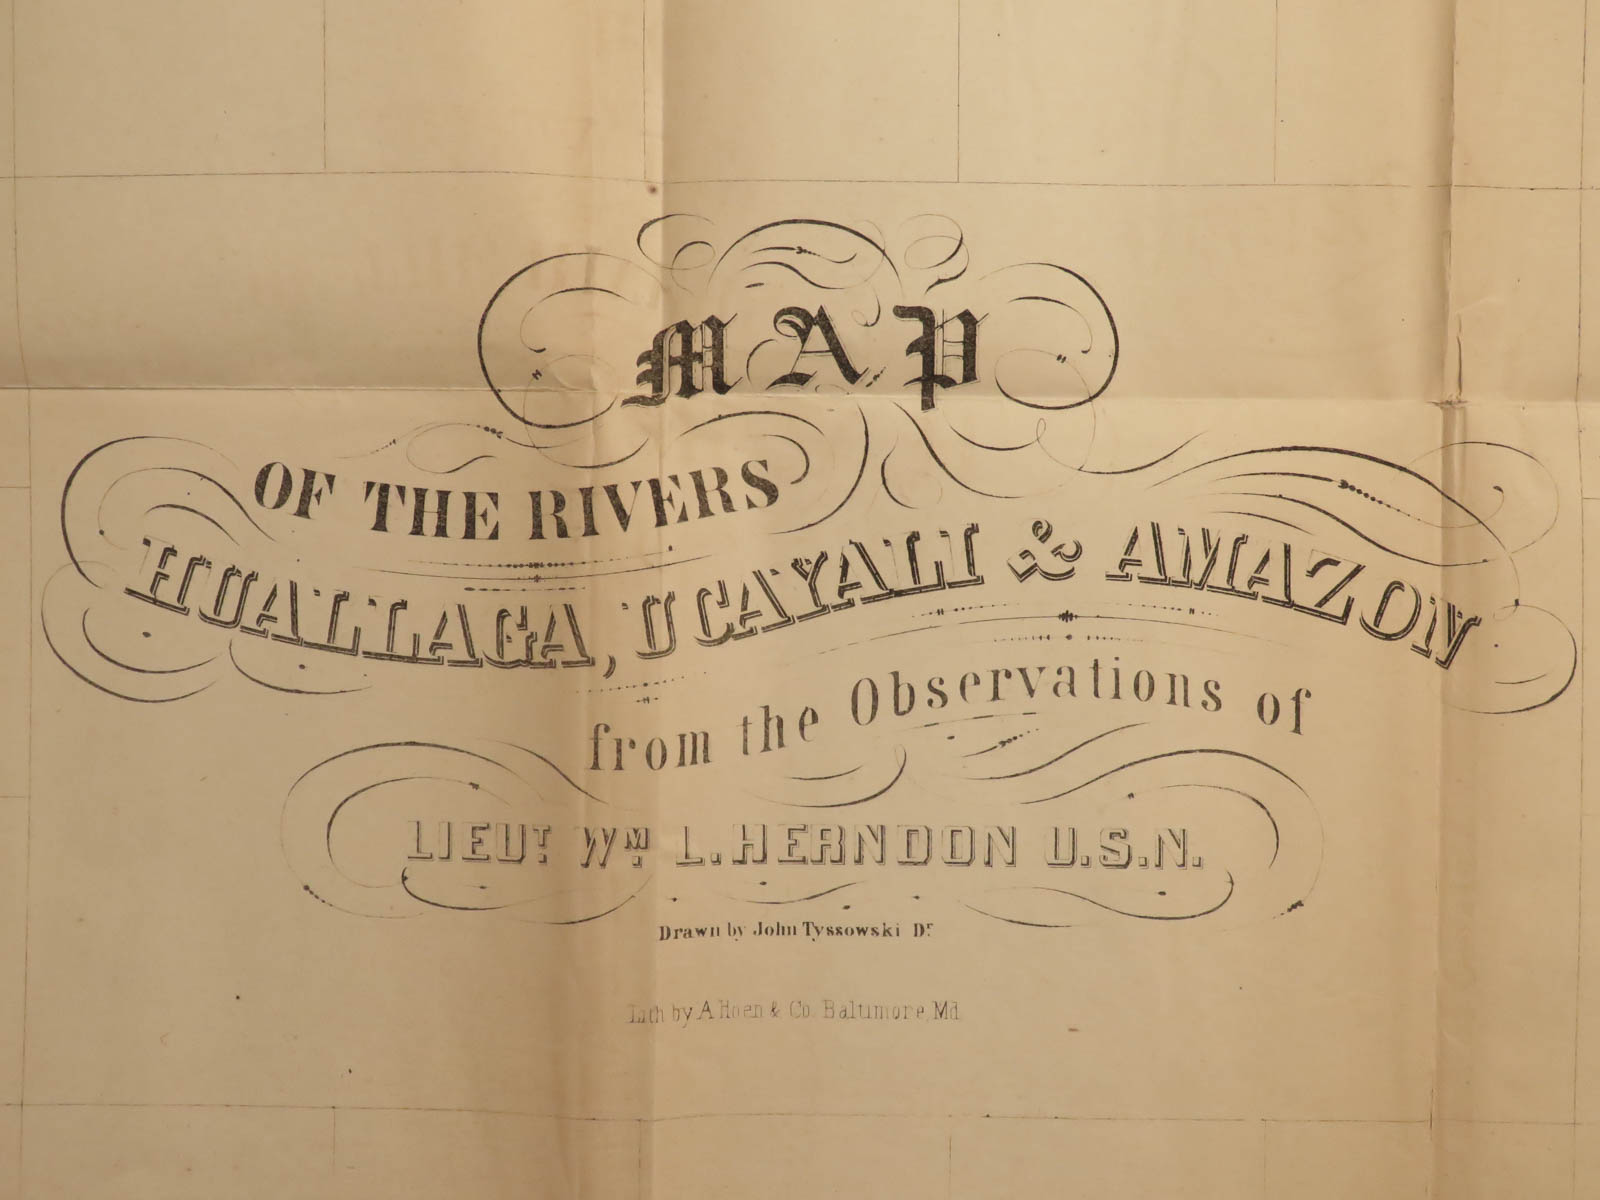 MAP
OF THE RIVERS
HUALLAGA, UCAYALI & AMAZON
from the Observations of
LIEUT. WM. L. HERNDON U.S.N.
Drawn by John Tyssowski Dr.
Lith by A Hoen & Co. Baltimore, Md.